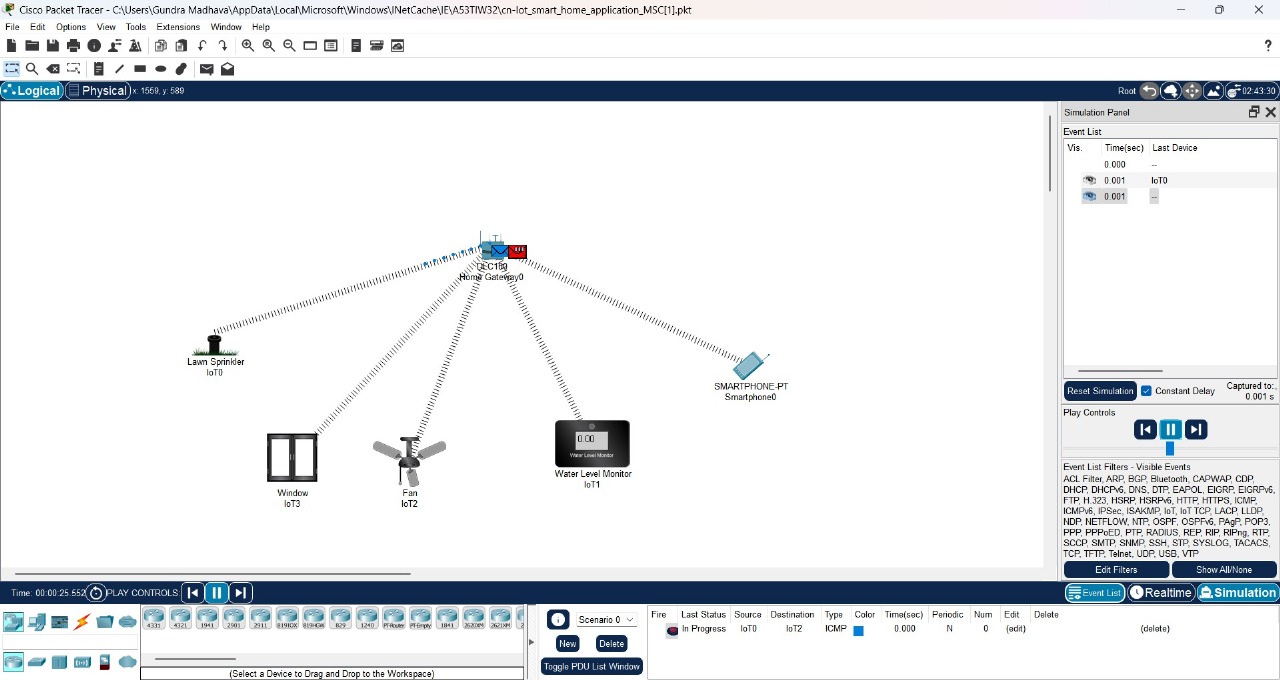 Cisco Packet Tracer - C:\Users\Gundra Madhava\AppData\Local\Microsoft\Windows\INetCache\IE\A53TIW32\cn-Iot_smart_home_application_MSC[1].pkt
File Edit Options View Tools Extensions Window Help
?
Logical Physical x: 1559, y: 589 Root 02:43:30
Simulation Panel
Event List
Vis. Time(sec) Last Device
0.000 --
0.001 IoT0
0.001 --
DLC100
Home Gateway0
Lawn Sprinkler
IoT0
SMARTPHONE-PT
Smartphone0
Window
IoT3
Fan
IoT2
0.00
Water Level Monitor
Water Level Monitor
IoT1
Reset Simulation Constant Delay Captured to:
0.001 s
Play Controls
Event List Filters - Visible Events
ACL Filter, ARP, BGP, Bluetooth, CAPWAP, CDP,
DHCP, DHCPv6, DNS, DTP, EAPOL, EIGRP, EIGRPv6,
FTP, H.323, HSRP, HSRPv6, HTTP, HTTPS, ICMP,
ICMPv6, IPSec, ISAKMP, IoT, IoT TCP, LACP, LLDP,
NDP, NETFLOW, NTP, OSPF, OSPFv6, PAgP, POP3,
PPP, PPPoED, PTP, RADIUS, REP, RIP, RIPng, RTP,
SCCP, SMTP, SNMP, SSH, STP, SYSLOG, TACACS,
TCP, TFTP, Telnet, UDP, USB, VTP
Edit Filters Show All/None
Time: 00:00:25.552 PLAY CONTROLS: Event List Realtime Simulation
4331 4321 1941 2901 2911 819IOX 819HGW 829 1240 PT-Router PT-Empty 1841 2620XM 2621XM
(Select a Device to Drag and Drop to the Workspace)
Scenario 0
New Delete
Toggle PDU List Window
Fire Last Status Source Destination Type Color Time(sec) Periodic Num Edit Delete
In Progress IoT0 IoT2 ICMP 0.000 N 0 (edit) (delete)